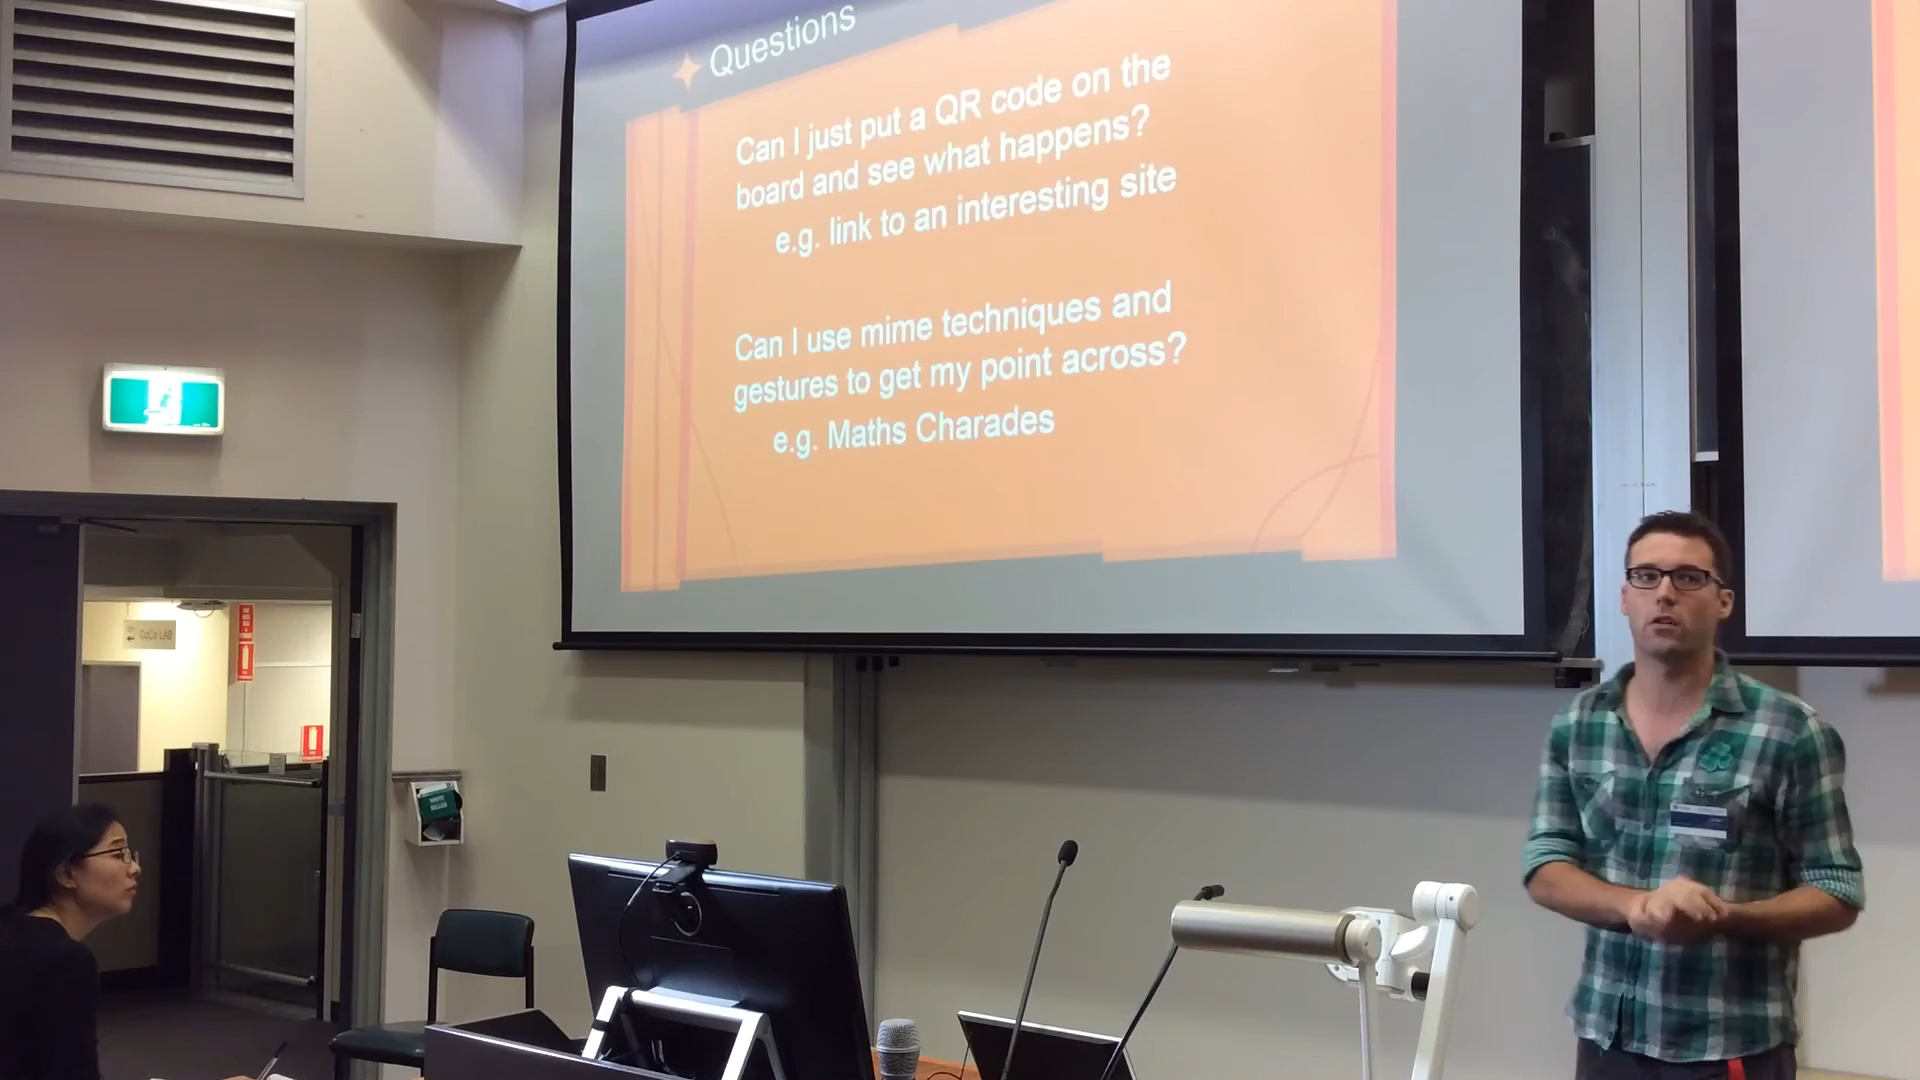 Questions
Can I just put a QR code on the
board and see what happens?
e.g. link to an interesting site
Can I use mime techniques and
gestures to get my point across?
e.g. Maths Charades
CoCo LAB